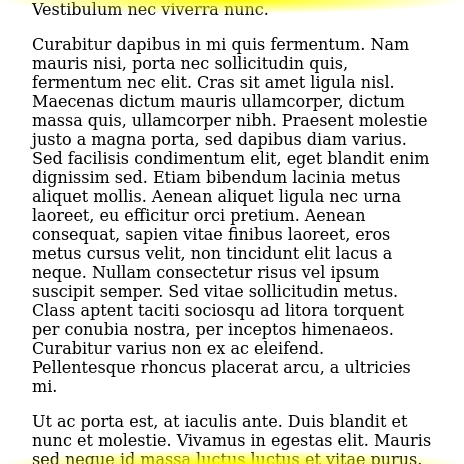 Vestibulum nec viverra nunc.
Curabitur dapibus in mi quis fermentum. Nam
mauris nisi, porta nec sollicitudin quis,
fermentum nec elit. Cras sit amet ligula nisl.
Maecenas dictum mauris ullamcorper, dictum
massa quis, ullamcorper nibh. Praesent molestie
justo a magna porta, sed dapibus diam varius.
Sed facilisis condimentum elit, eget blandit enim
dignissim sed. Etiam bibendum lacinia metus
aliquet mollis. Aenean aliquet ligula nec urna
laoreet, eu efficitur orci pretium. Aenean
consequat, sapien vitae finibus laoreet, eros
metus cursus velit, non tincidunt elit lacus a
neque. Nullam consectetur risus vel ipsum
suscipit semper. Sed vitae sollicitudin metus.
Class aptent taciti sociosqu ad litora torquent
per conubia nostra, per inceptos himenaeos.
Curabitur varius non ex ac eleifend.
Pellentesque rhoncus placerat arcu, a ultricies
mi.
Ut ac porta est, at iaculis ante. Duis blandit et
nunc et molestie. Vivamus in egestas elit. Mauris
sed neque id massa luctus luctus et vitae purus.